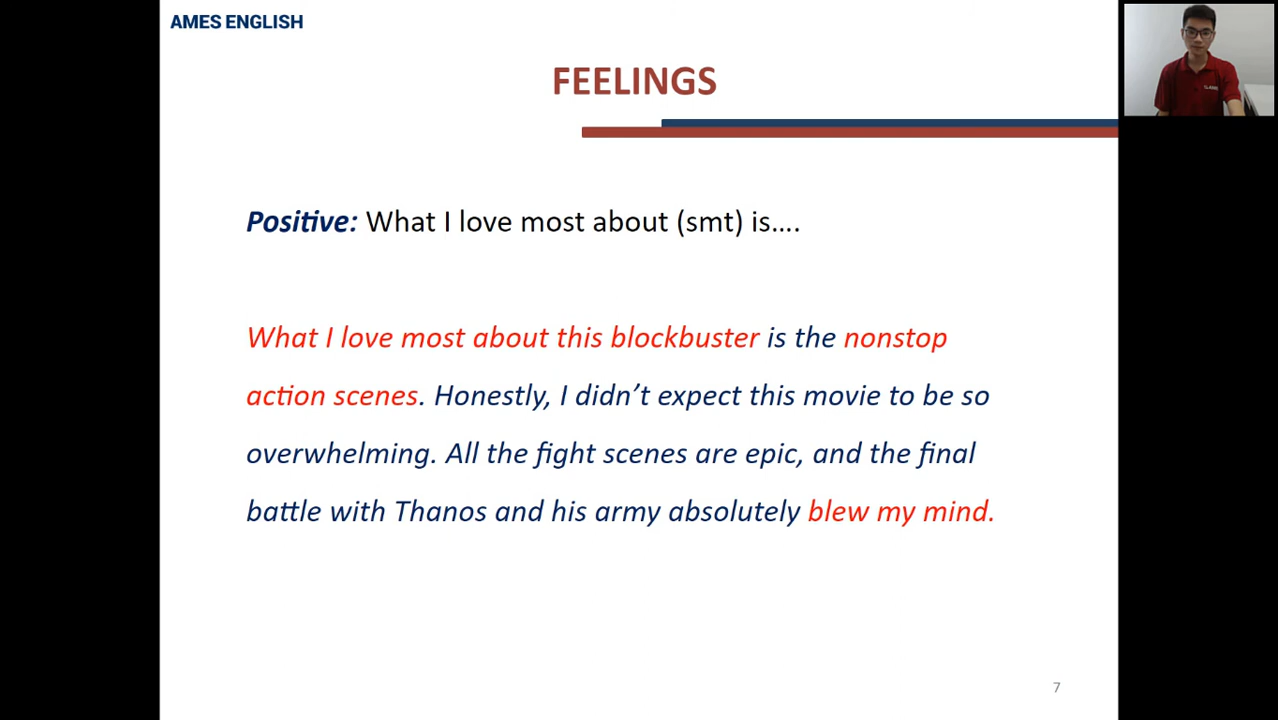 AMES ENGLISH
FEELINGS
Positive: What I love most about (smt) is….
What I love most about this blockbuster is the nonstop
action scenes. Honestly, I didn’t expect this movie to be so
overwhelming. All the fight scenes are epic, and the final
battle with Thanos and his army absolutely blew my mind.
7